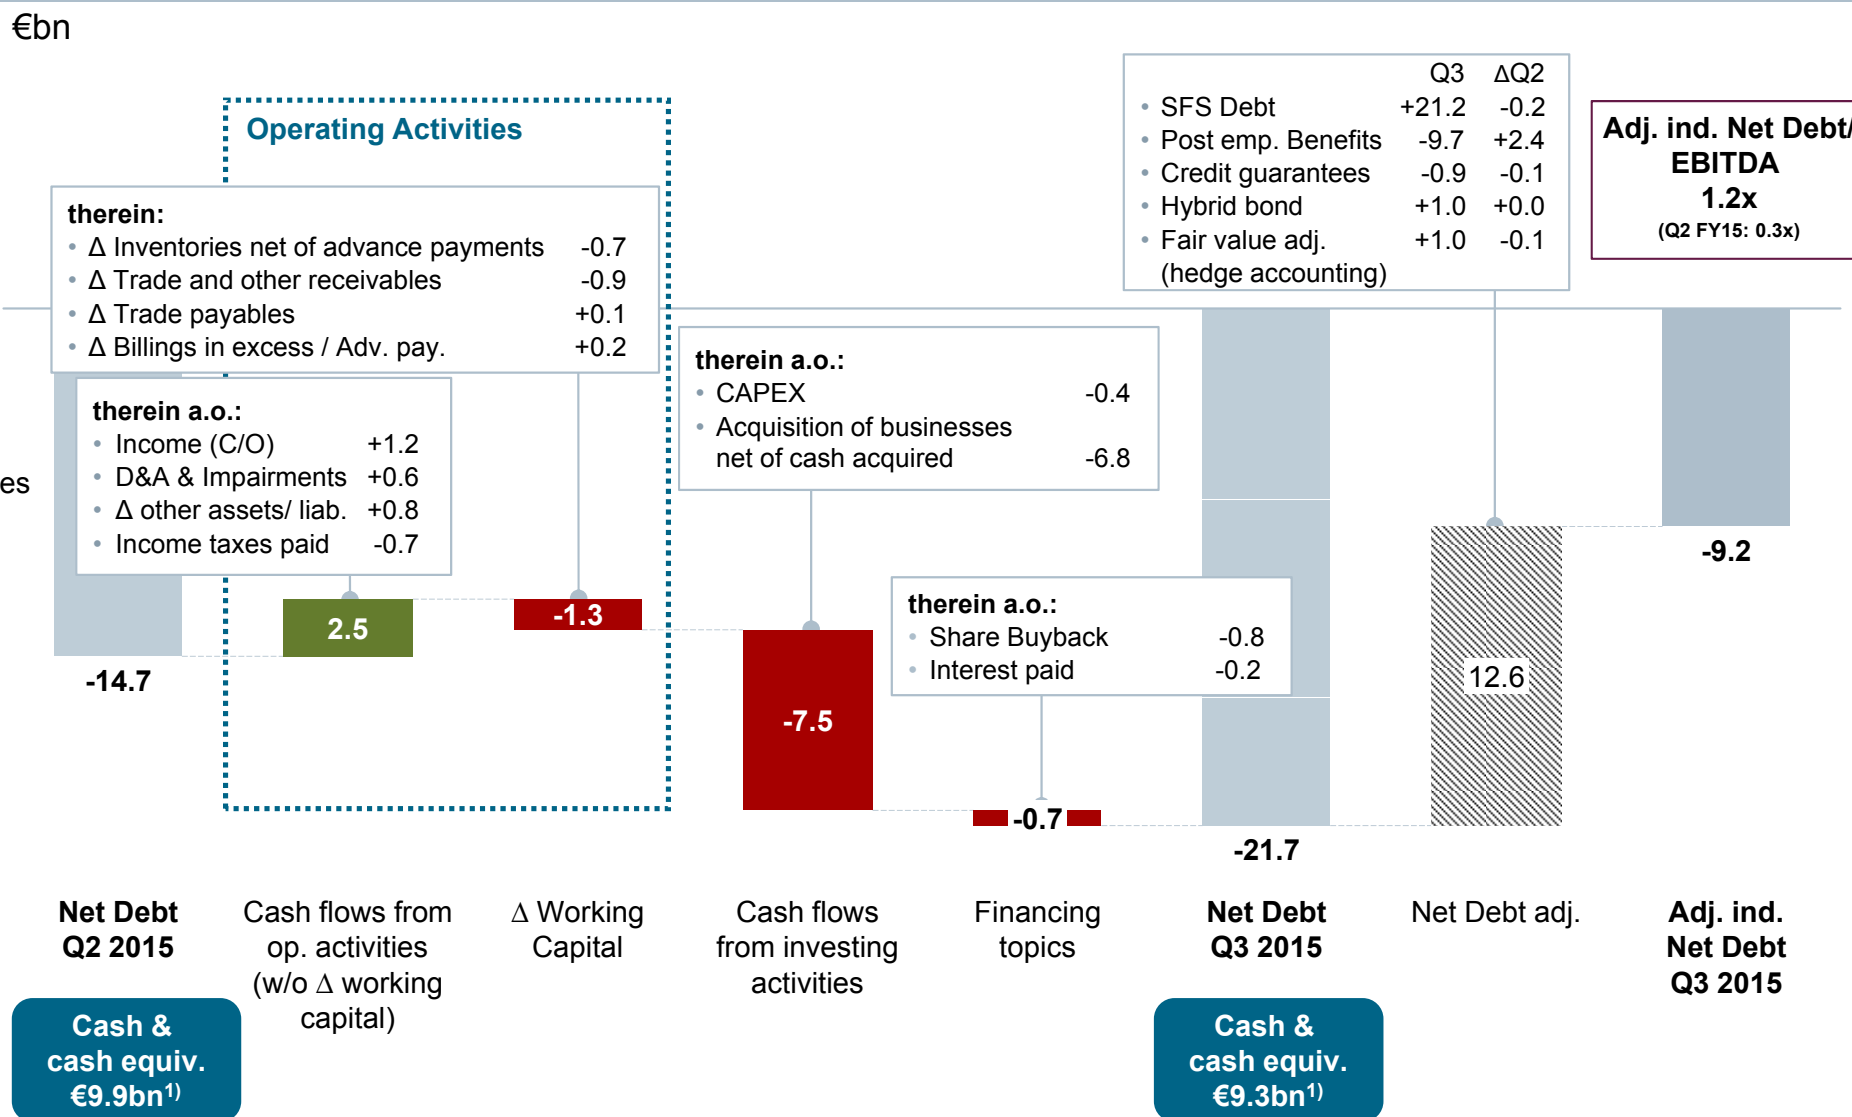 €bn
Operating Activities
therein:
• Δ Inventories net of advance payments -0.7
• Δ Trade and other receivables -0.9
• Δ Trade payables +0.1
• Δ Billings in excess / Adv. pay. +0.2
therein a.o.:
• Income (C/O) +1.2
• D&A & Impairments +0.6
• Δ other assets/ liab. +0.8
• Income taxes paid -0.7
es
therein a.o.:
• CAPEX -0.4
• Acquisition of businesses
net of cash acquired -6.8
therein a.o.:
• Share Buyback -0.8
• Interest paid -0.2
Q3 ΔQ2
• SFS Debt +21.2 -0.2
• Post emp. Benefits -9.7 +2.4
• Credit guarantees -0.9 -0.1
• Hybrid bond +1.0 +0.0
• Fair value adj. +1.0 -0.1
(hedge accounting)
Adj. ind. Net Debt/
EBITDA
1.2x
(Q2 FY15: 0.3x)
-14.7
2.5
-1.3
-7.5
-0.7
-21.7
12.6
-9.2
Net Debt
Q2 2015
Cash flows from
op. activities
(w/o Δ working
capital)
Δ Working
Capital
Cash flows
from investing
activities
Financing
topics
Net Debt
Q3 2015
Net Debt adj.
Adj. ind.
Net Debt
Q3 2015
Cash &
cash equiv.
€9.9bn1)
Cash &
cash equiv.
€9.3bn1)